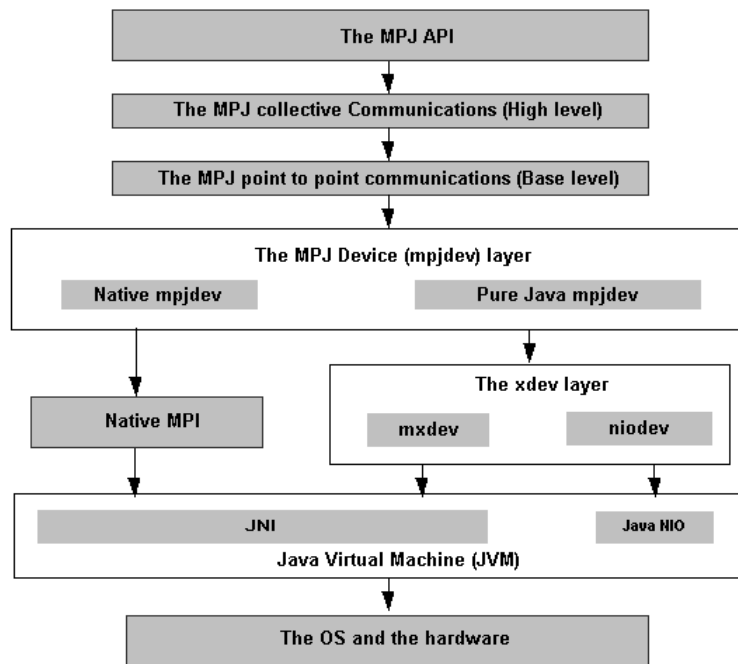 The MPJ API
The MPJ collective Communications (High level)
The MPJ point to point communications (Base level)
The MPJ Device (mpjdev) layer
Native mpjdev
Pure Java mpjdev
The xdev layer
Native MPI
mxdev
niodev
JNI
Java NIO
Java Virtual Machine (JVM)
The OS and the hardware